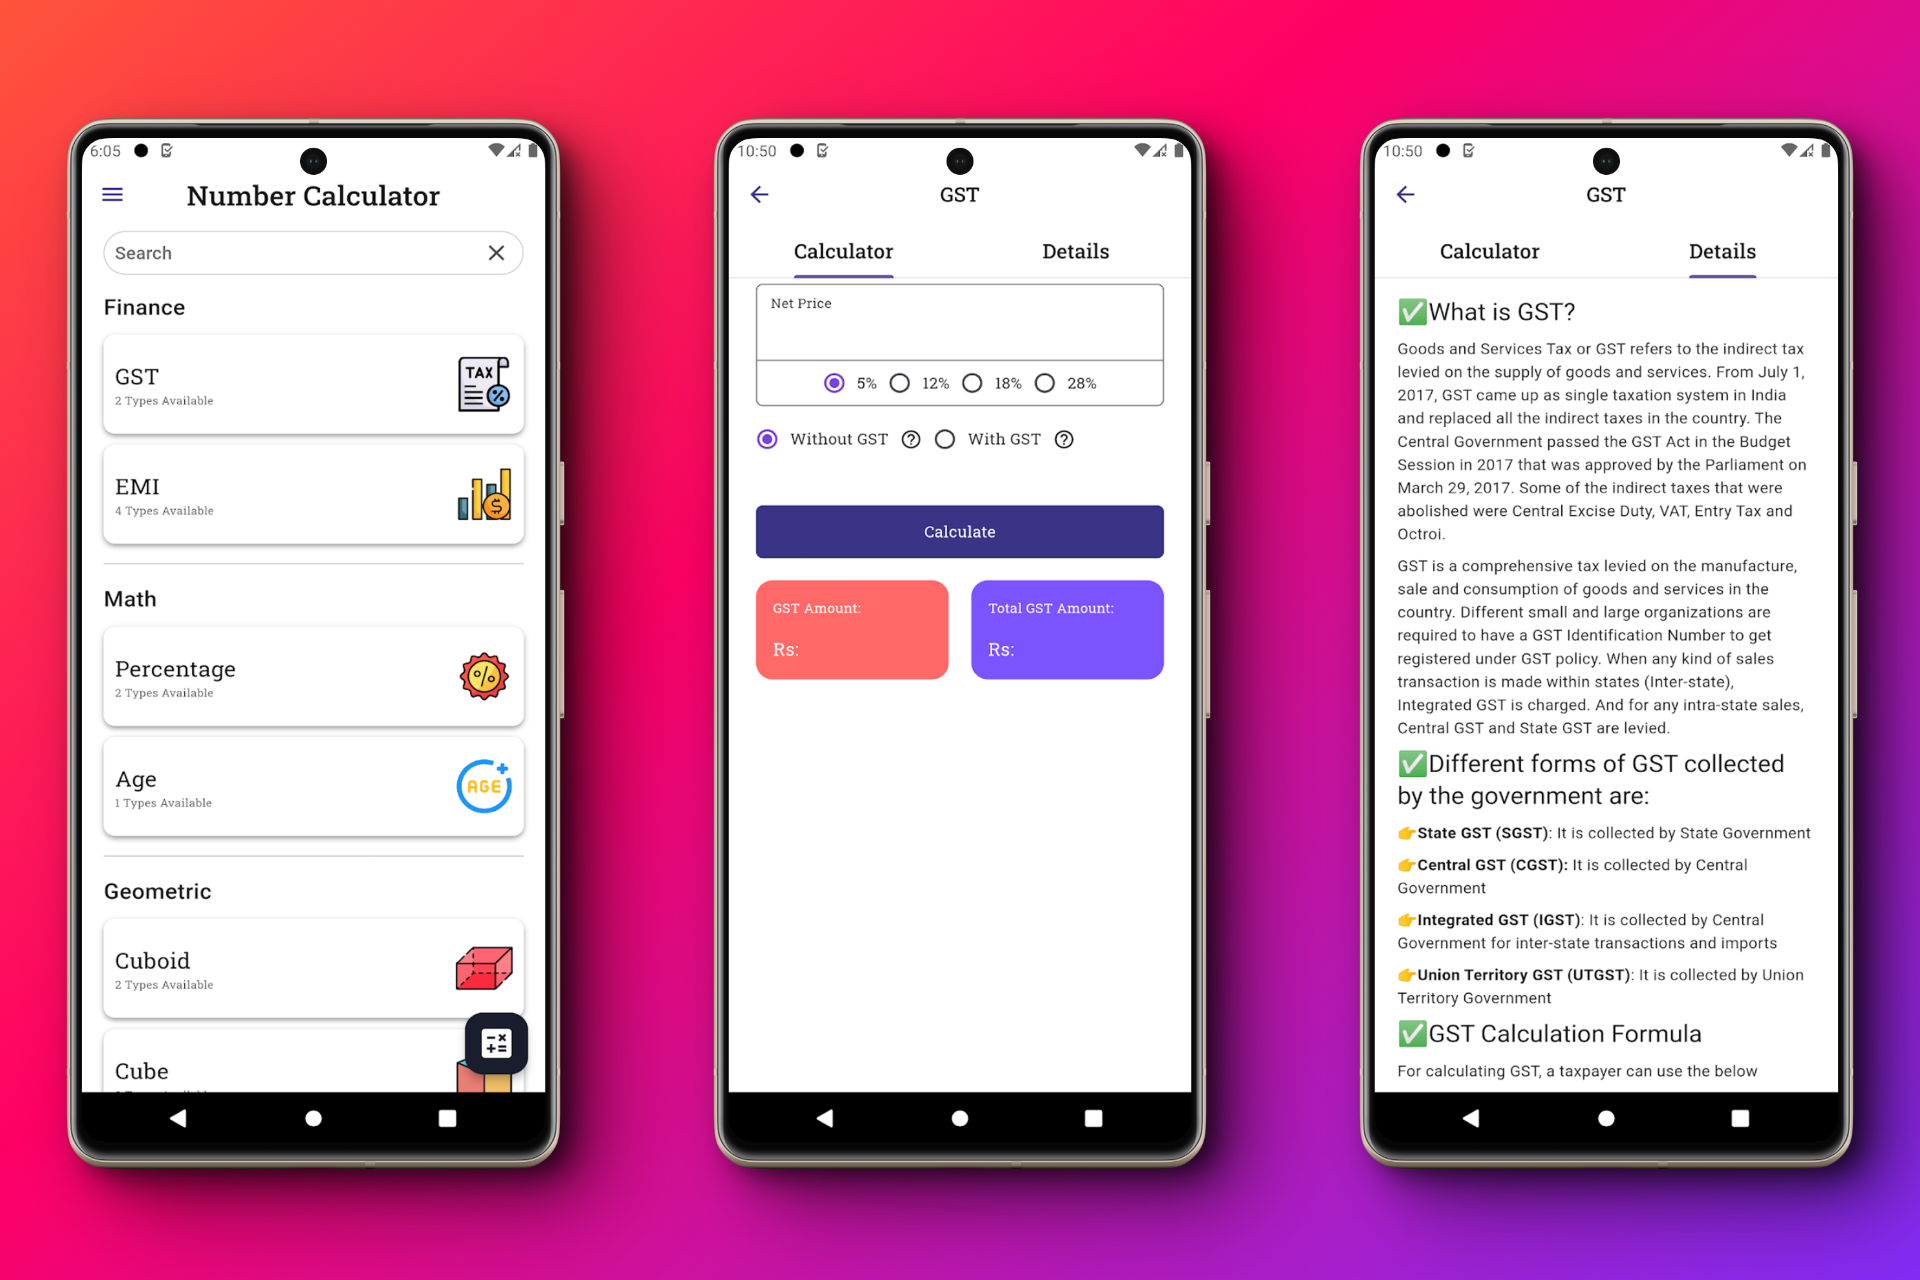 6:05
Number Calculator
Search
Finance
GST
2 Types Available
TAX
%
EMI
4 Types Available
$
Math
Percentage
2 Types Available
%
Age
1 Types Available
AGE
Geometric
Cuboid
2 Types Available
Cube
10:50
GST
Calculator Details
Net Price
5% 12% 18% 28%
Without GST ? With GST ?
Calculate
GST Amount:
Rs:
Total GST Amount:
Rs:
10:50
GST
Calculator Details
✅What is GST?
Goods and Services Tax or GST refers to the indirect tax
levied on the supply of goods and services. From July 1,
2017, GST came up as single taxation system in India
and replaced all the indirect taxes in the country. The
Central Government passed the GST Act in the Budget
Session in 2017 that was approved by the Parliament on
March 29, 2017. Some of the indirect taxes that were
abolished were Central Excise Duty, VAT, Entry Tax and
Octroi.
GST is a comprehensive tax levied on the manufacture,
sale and consumption of goods and services in the
country. Different small and large organizations are
required to have a GST Identification Number to get
registered under GST policy. When any kind of sales
transaction is made within states (Inter-state),
Integrated GST is charged. And for any intra-state sales,
Central GST and State GST are levied.
✅Different forms of GST collected
by the government are:
👉State GST (SGST): It is collected by State Government
👉Central GST (CGST): It is collected by Central
Government
👉Integrated GST (IGST): It is collected by Central
Government for inter-state transactions and imports
👉Union Territory GST (UTGST): It is collected by Union
Territory Government
✅GST Calculation Formula
For calculating GST, a taxpayer can use the below